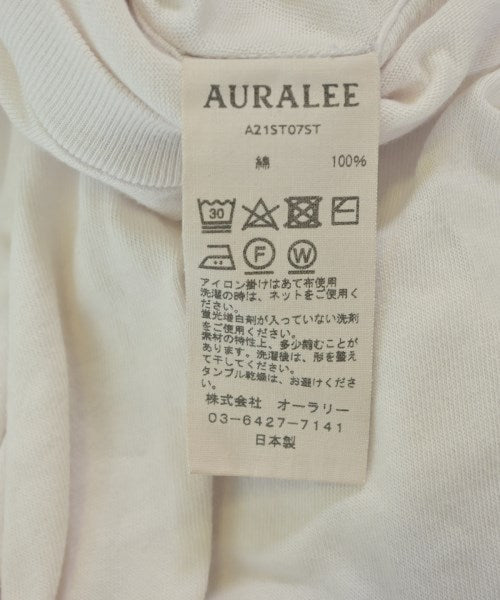 AURALEE
A21ST07ST
綿 100%
30
F W
アイロン掛けはあて布使用
洗濯の時は、ネットをご使用く
ださい。
蛍光増白剤が入っていない洗剤
をご使用ください。
素材の特性上、多少縮むことが
あります。洗濯後は、形を整え
て干してください。
タンブル乾燥は、お避けくださ
い。
株式会社 オーラリー
03-6427-7141
日本製